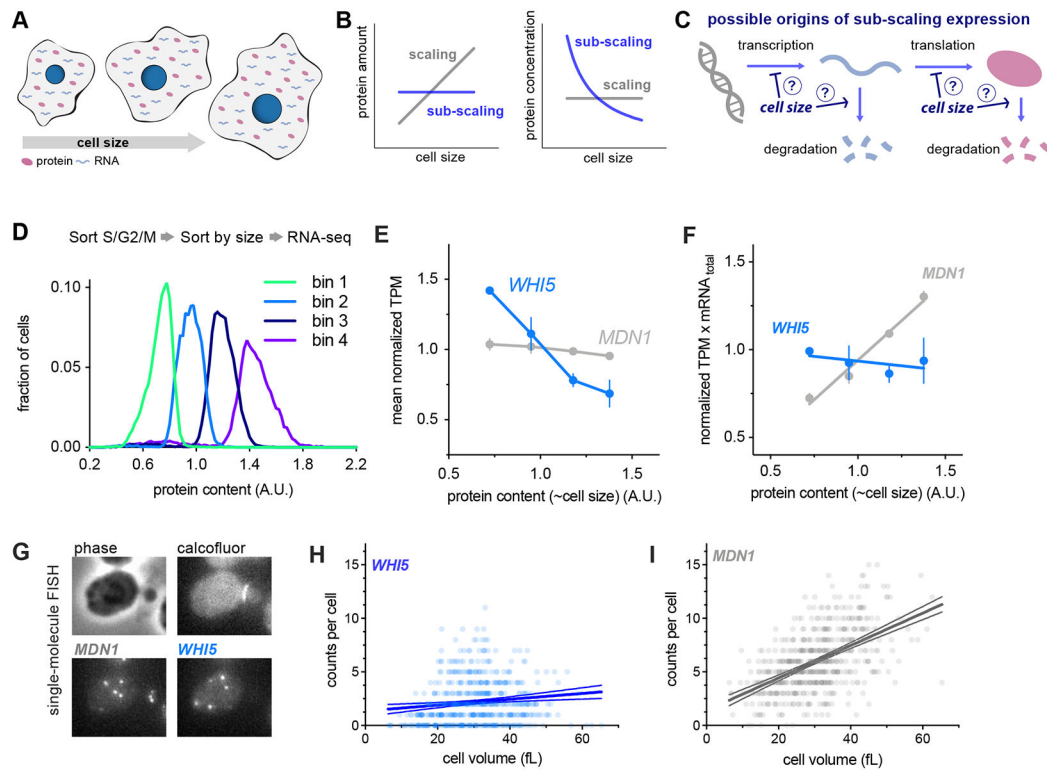 A
cell size
protein
RNA
B
protein amount
scaling
sub-scaling
cell size
protein concentration
sub-scaling
scaling
cell size
C
possible origins of sub-scaling expression
transcription
translation
?
?
?
?
cell size
cell size
degradation
degradation
D
Sort S/G2/M
Sort by size
RNA-seq
fraction of cells
0.10
0.05
0.00
bin 1
bin 2
bin 3
bin 4
0.2
0.6
1.0
1.4
1.8
2.2
protein content (A.U.)
E
mean normalized TPM
1.5
1.0
0.5
WHI5
MDN1
0.5
1.0
1.5
protein content (~cell size) (A.U.)
F
normalized TPM x mRNA total
1.5
1.0
0.5
MDN1
WHI5
0.5
1.0
1.5
protein content (~cell size) (A.U.)
G
single-molecule FISH
phase
calcofluor
MDN1
WHI5
H
WHI5
counts per cell
15
10
5
0
0
20
40
60
cell volume (fL)
I
MDN1
counts per cell
15
10
5
0
0
20
40
60
cell volume (fL)